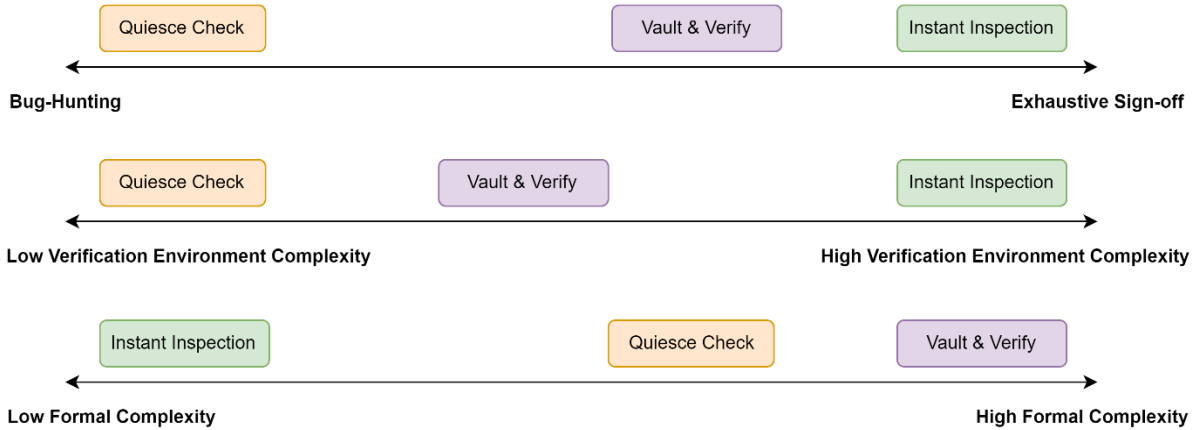 Quiesce Check
Vault & Verify
Instant Inspection
Bug-Hunting
Exhaustive Sign-off
Quiesce Check
Vault & Verify
Instant Inspection
Low Verification Environment Complexity
High Verification Environment Complexity
Instant Inspection
Quiesce Check
Vault & Verify
Low Formal Complexity
High Formal Complexity